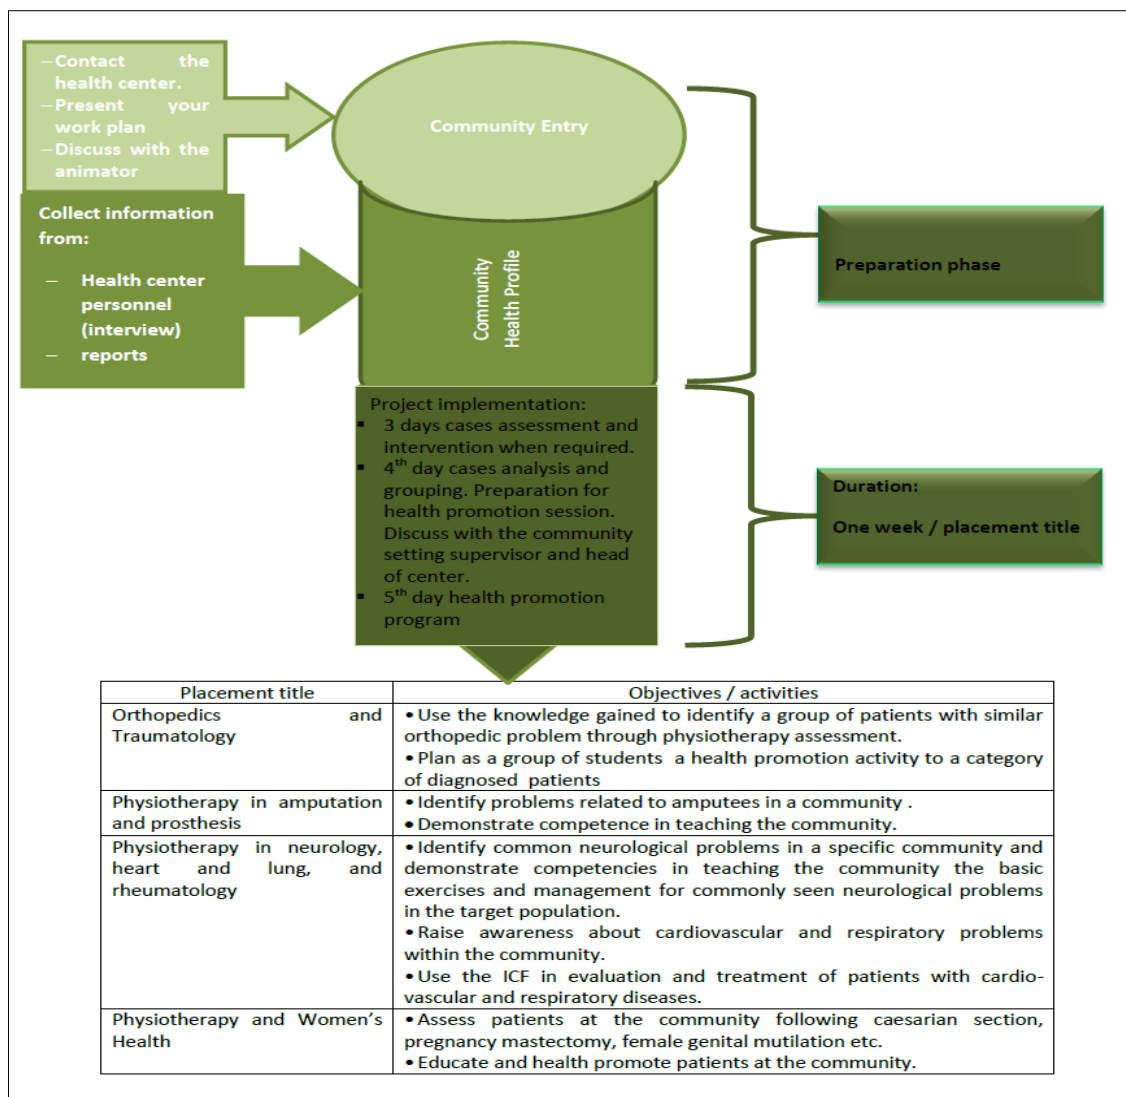 –Contact the
health center.
–Present your
work plan
–Discuss with the
animator
Community Entry
Collect information
from:
– Health center
personnel
(interview)
– reports
Community
Health Profile
Preparation phase
Project implementation:
▪ 3 days cases assessment and
intervention when required.
▪ 4th day cases analysis and
grouping. Preparation for
health promotion session.
Discuss with the community
setting supervisor and head
of center.
▪ 5th day health promotion
program
Duration:
One week / placement title
Placement title Objectives / activities
Orthopedics and
Traumatology
•Use the knowledge gained to identify a group of patients with similar
orthopedic problem through physiotherapy assessment.
•Plan as a group of students a health promotion activity to a category
of diagnosed patients
Physiotherapy in amputation
and prosthesis
•Identify problems related to amputees in a community .
•Demonstrate competence in teaching the community.
Physiotherapy in neurology,
heart and lung, and
rheumatology
•Identify common neurological problems in a specific community and
demonstrate competencies in teaching the community the basic
exercises and management for commonly seen neurological problems
in the target population.
•Raise awareness about cardiovascular and respiratory problems
within the community.
•Use the ICF in evaluation and treatment of patients with cardio-
vascular and respiratory diseases.
Physiotherapy and Women's
Health
•Assess patients at the community following caesarian section,
pregnancy mastectomy, female genital mutilation etc.
•Educate and health promote patients at the community.